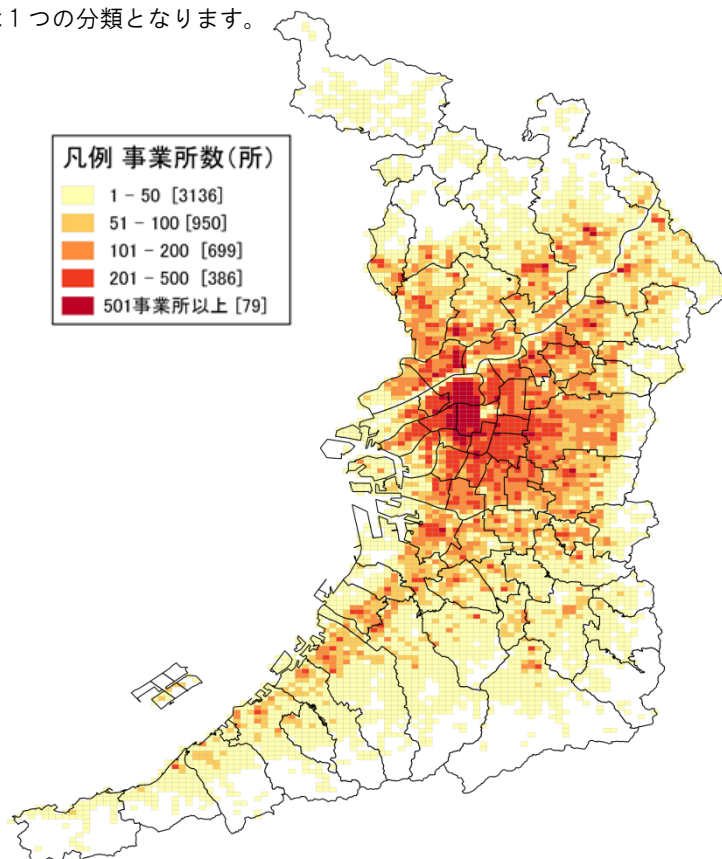 1つの分類となります。
凡例 事業所数(所)
1 - 50 [3136]
51 - 100 [950]
101 - 200 [699]
201 - 500 [386]
501事業所以上 [79]